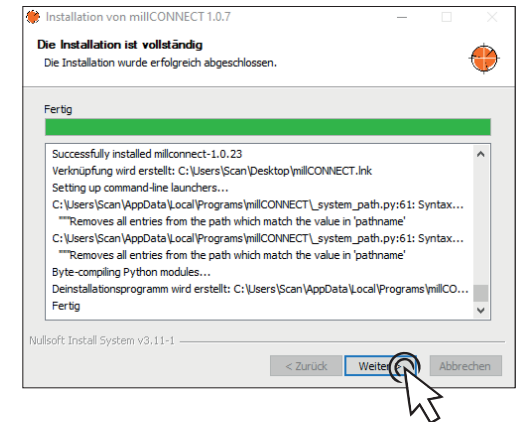 Installation von millCONNECT 1.0.7
Die Installation ist vollständig
Die Installation wurde erfolgreich abgeschlossen.
Fertig
Successfully installed millconnect-1.0.23
Verknüpfung wird erstellt: C:\Users\Scan\Desktop\millCONNECT.lnk
Setting up command-line launchers...
C:\Users\Scan\AppData\Local\Programs\millCONNECT\_system_path.py:61: Syntax...
"""Removes all entries from the path which match the value in 'pathname'
C:\Users\Scan\AppData\Local\Programs\millCONNECT\_system_path.py:61: Syntax...
"""Removes all entries from the path which match the value in 'pathname'
Byte-compiling Python modules...
Deinstallationsprogramm wird erstellt: C:\Users\Scan\AppData\Local\Programs\millCO...
Fertig
Nullsoft Install System v3.11-1
< Zurück Weiter > Abbrechen